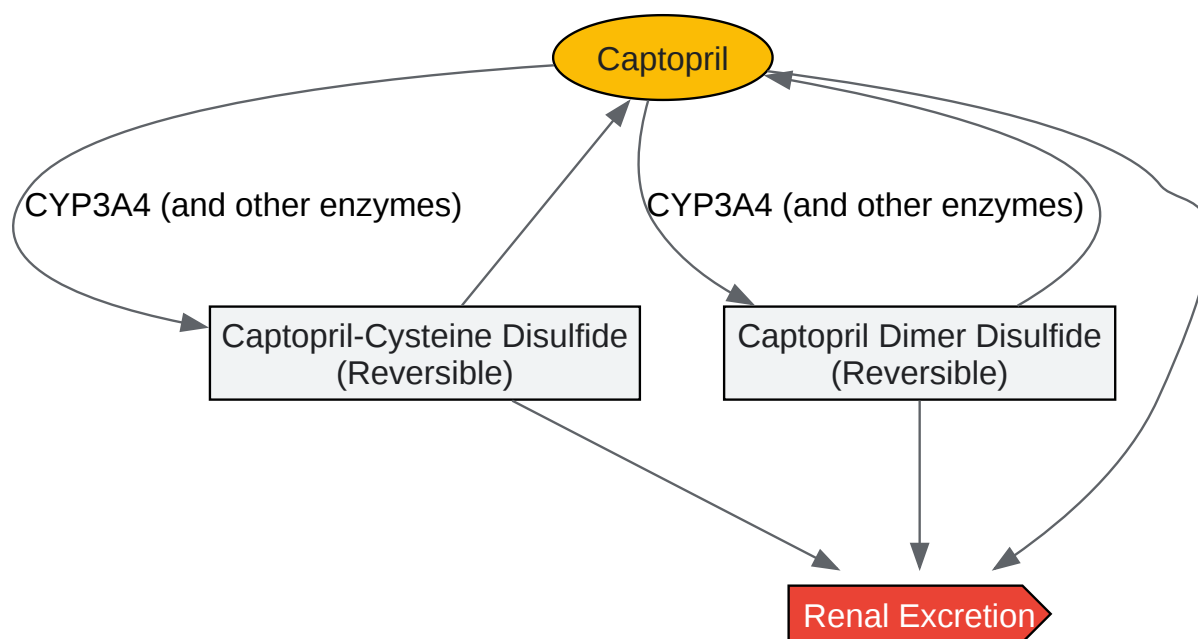 Captopril
CYP3A4 (and other enzymes)
CYP3A4 (and other enzymes)
Captopril-Cysteine Disulfide
(Reversible)
Captopril Dimer Disulfide
(Reversible)
Renal Excretion